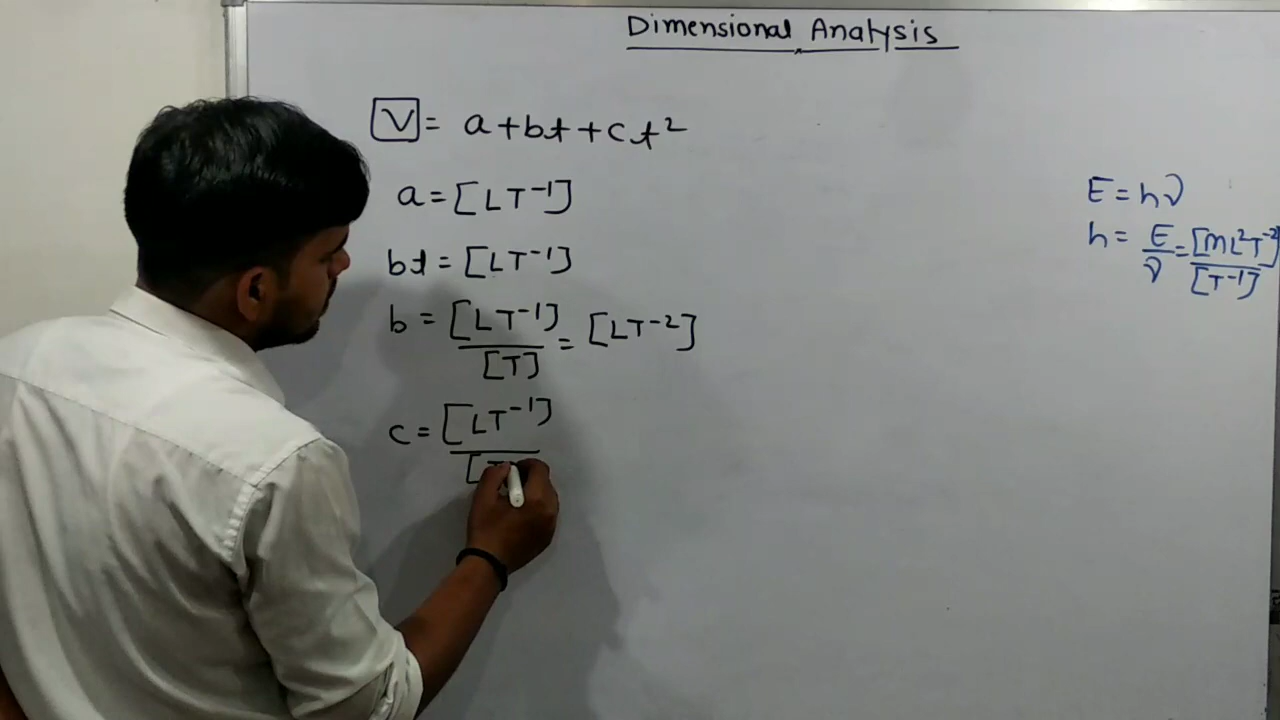 Dimensional Analysis
V = a+bt+ct²
a = [LT⁻¹]
bt = [LT⁻¹]
b = [LT⁻¹] / [T] = [LT⁻²]
c = [LT⁻¹] / [T
E = hν
h = E/ν = [ML²T⁻²] / [T⁻¹]